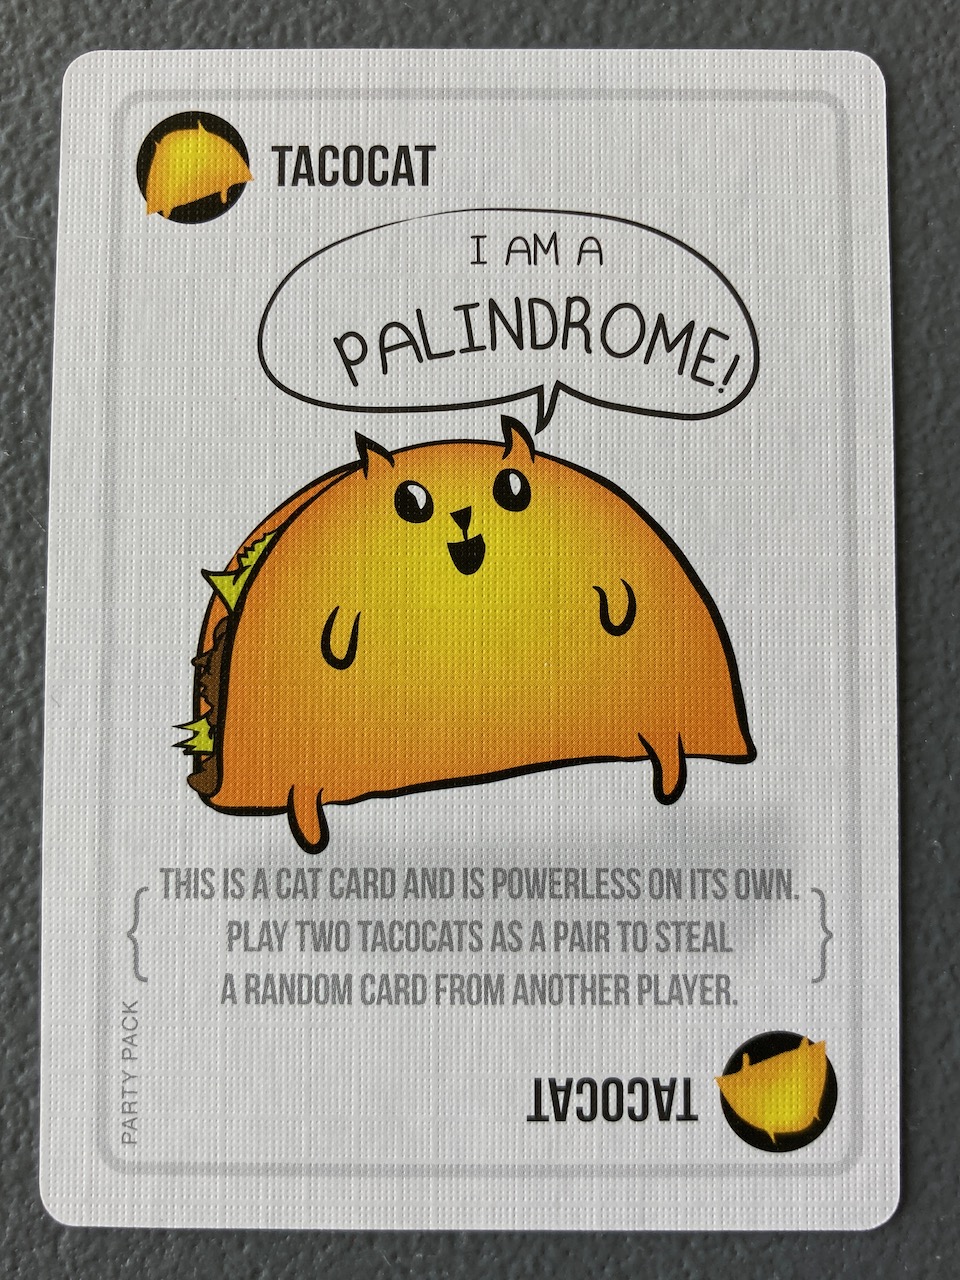 TACOCAT
I AM A
PALINDROME!
THIS IS A CAT CARD AND IS POWERLESS ON ITS OWN.
PLAY TWO TACOCATS AS A PAIR TO STEAL
A RANDOM CARD FROM ANOTHER PLAYER.
PARTY PACK
TACOCAT